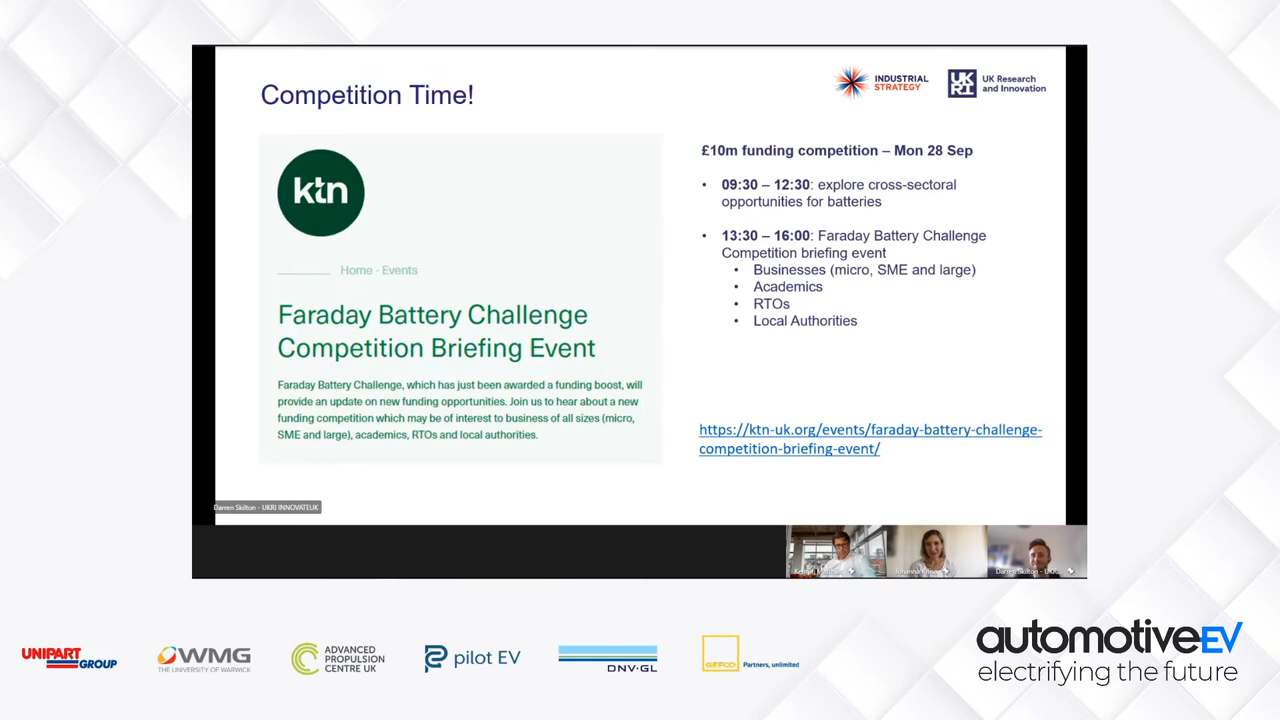 Competition Time!
INDUSTRIAL
STRATEGY
UK
RI
UK Research
and Innovation
ktn
Home - Events
Faraday Battery Challenge
Competition Briefing Event
Faraday Battery Challenge, which has just been awarded a funding boost, will
provide an update on new funding opportunities. Join us to hear about a new
funding competition which may be of interest to business of all sizes (micro,
SME and large), academics, RTOs and local authorities.
£10m funding competition – Mon 28 Sep
• 09:30 – 12:30: explore cross-sectoral
opportunities for batteries
• 13:30 – 16:00: Faraday Battery Challenge
Competition briefing event
• Businesses (micro, SME and large)
• Academics
• RTOs
• Local Authorities
https://ktn-uk.org/events/faraday-battery-challenge-
competition-briefing-event/
Darren Skilton - UKRI INNOVATEUK
Darren Skilton - UK
UNIPART
GROUP
WMG
THE UNIVERSITY OF WARWICK
ADVANCED
PROPULSION
CENTRE UK
pilot EV
DNV·GL
GEFCO
Partners, unlimited
automotiveEV
electrifying the future